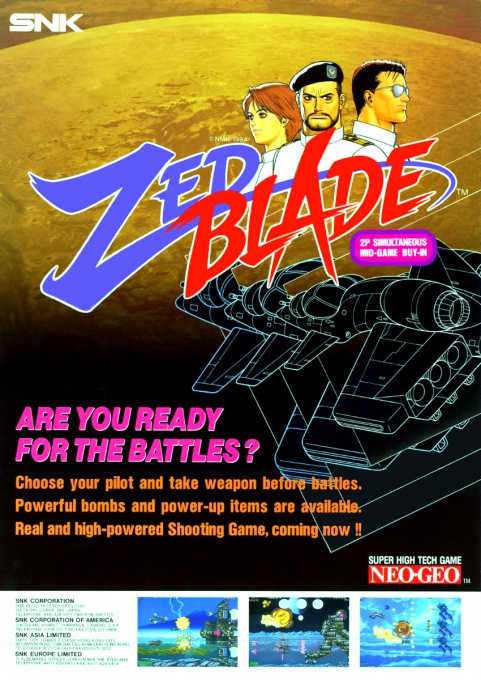 SNK
© NMK 1994
ZED
BLADE
TM
2P SIMULTANEOUS
MID-GAME BUY-IN
ARE YOU READY
FOR THE BATTLES ?
Choose your pilot and take weapon before battles.
Powerful bombs and power-up items are available.
Real and high-powered Shooting Game, coming now !!
SUPER HIGH TECH GAME
NEO•GEO
TM
SNK CORPORATION
SNK CORPORATION OF AMERICA
SNK ASIA LIMITED
SNK EUROPE LIMITED